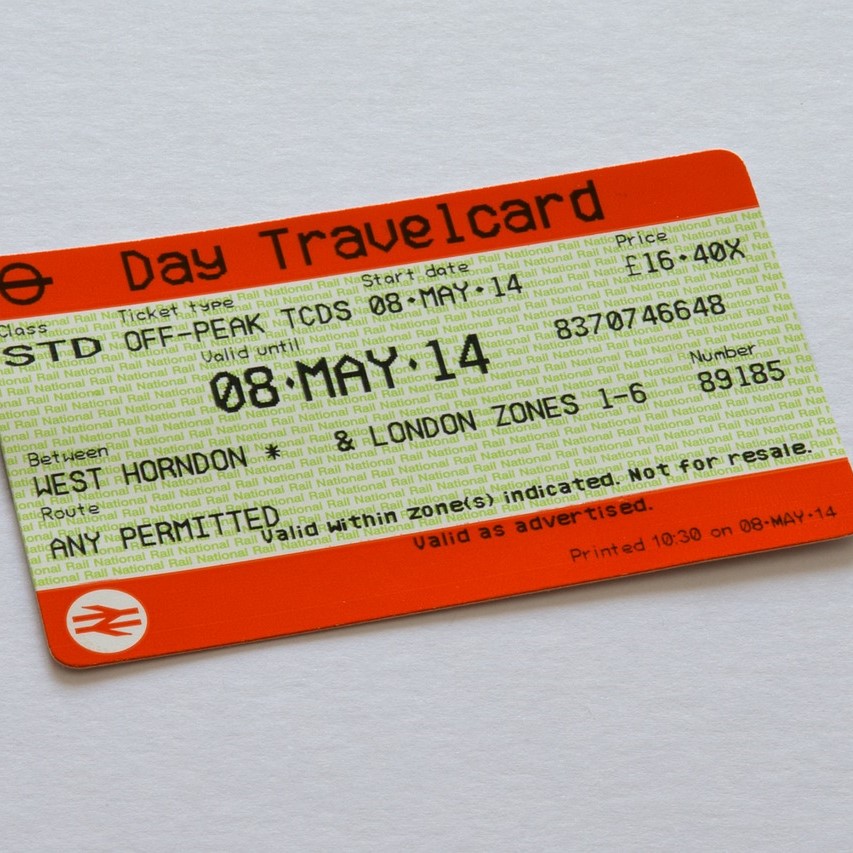 Day Travelcard
Class Ticket type Start date Price
STD OFF-PEAK TCDS 08·MAY·14 £16·40X
Valid until
08·MAY·14 8370746648
Number
89185
Between
WEST HORNDON * & LONDON ZONES 1-6
Route
ANY PERMITTED
Valid within zone(s) indicated. Not for resale.
Valid as advertised.
Printed 10:30 on 08·MAY·14